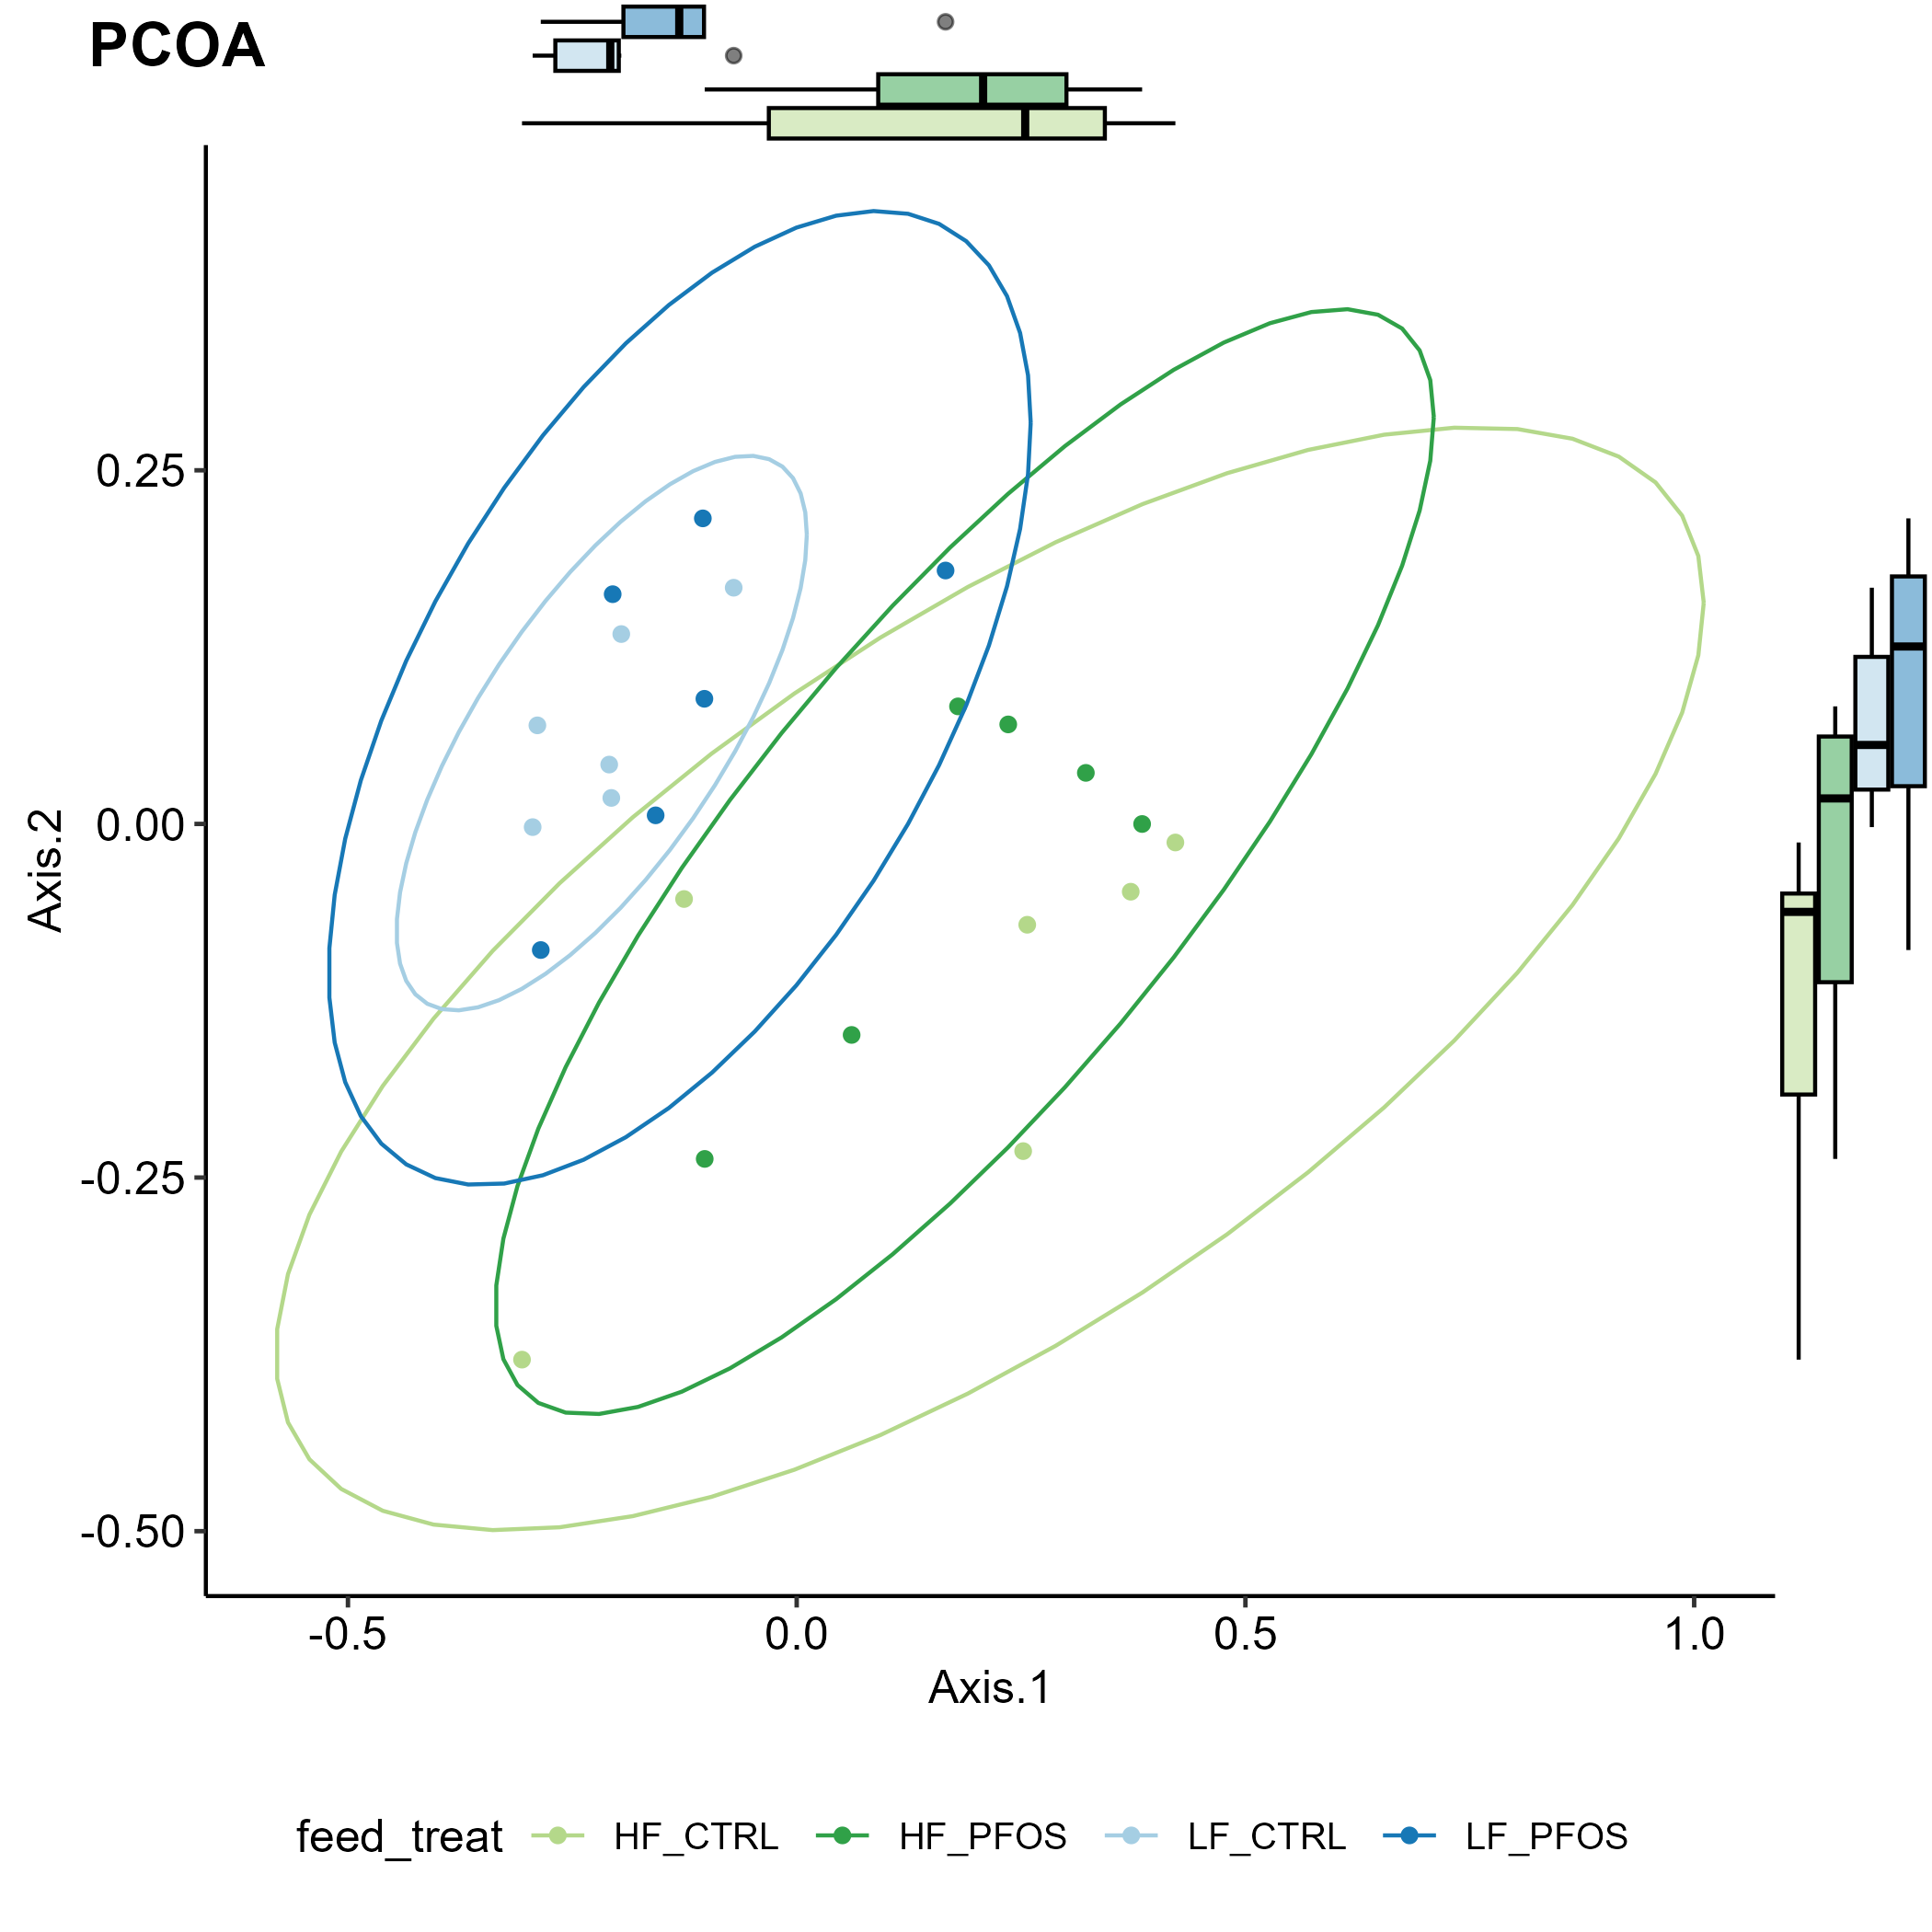 PCOA
0.25
0.00
-0.25
-0.50
Axis.2
-0.5 0.0 0.5 1.0
Axis.1
feed_treat HF_CTRL HF_PFOS LF_CTRL LF_PFOS